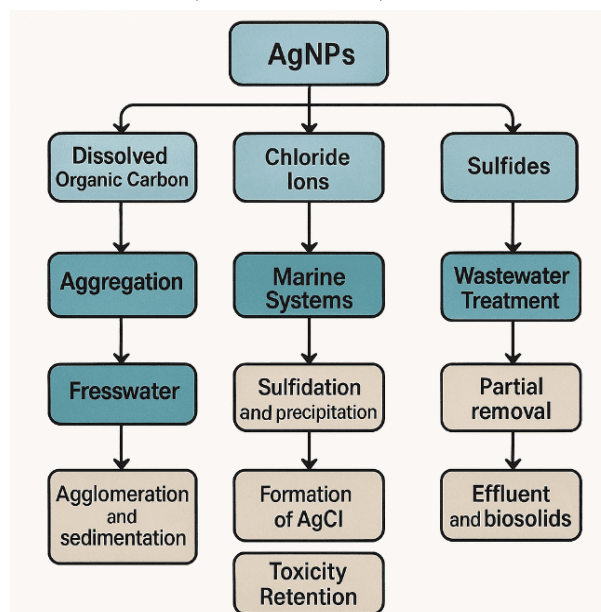 AgNPs
Dissolved
Organic Carbon
Chloride
Ions
Sulfides
Aggregation
Marine
Systems
Wastewater
Treatment
Fresswater
Sulfidation
and precipitation
Partial
removal
Agglomeration
and
sedimentation
Formation
of AgCl
Effluent
and biosolids
Toxicity
Retention